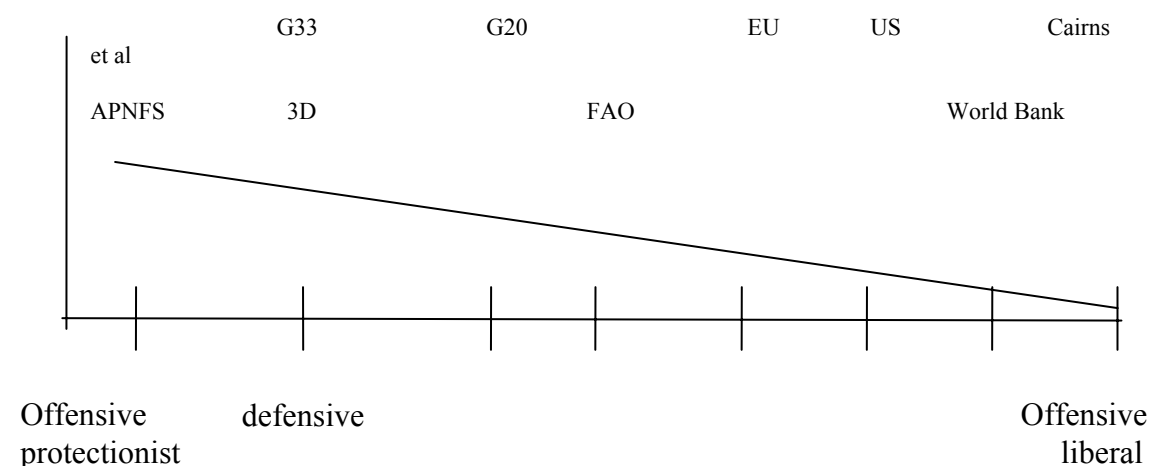 G33 G20 EU US Cairns
et al
APNFS 3D FAO World Bank
Offensive defensive Offensive
protectionist liberal